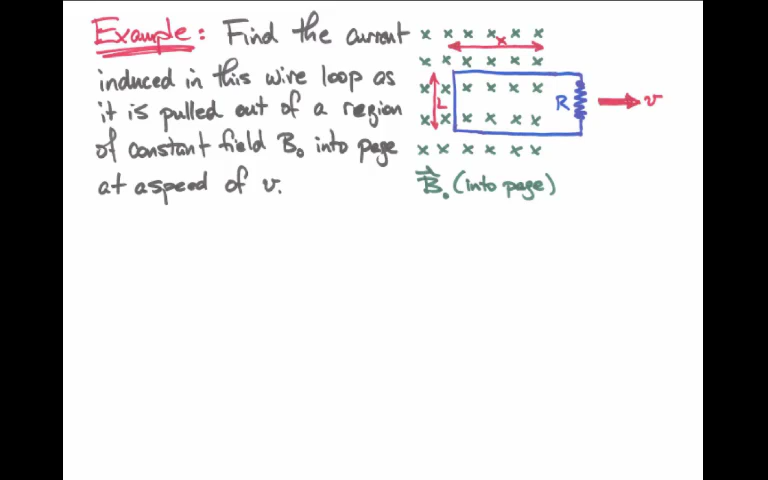 Example: Find the current
induced in this wire loop as
it is pulled out of a region
of constant field B₀ into page
at a speed of v.
x
L
R
v
B⃗₀ (into page)